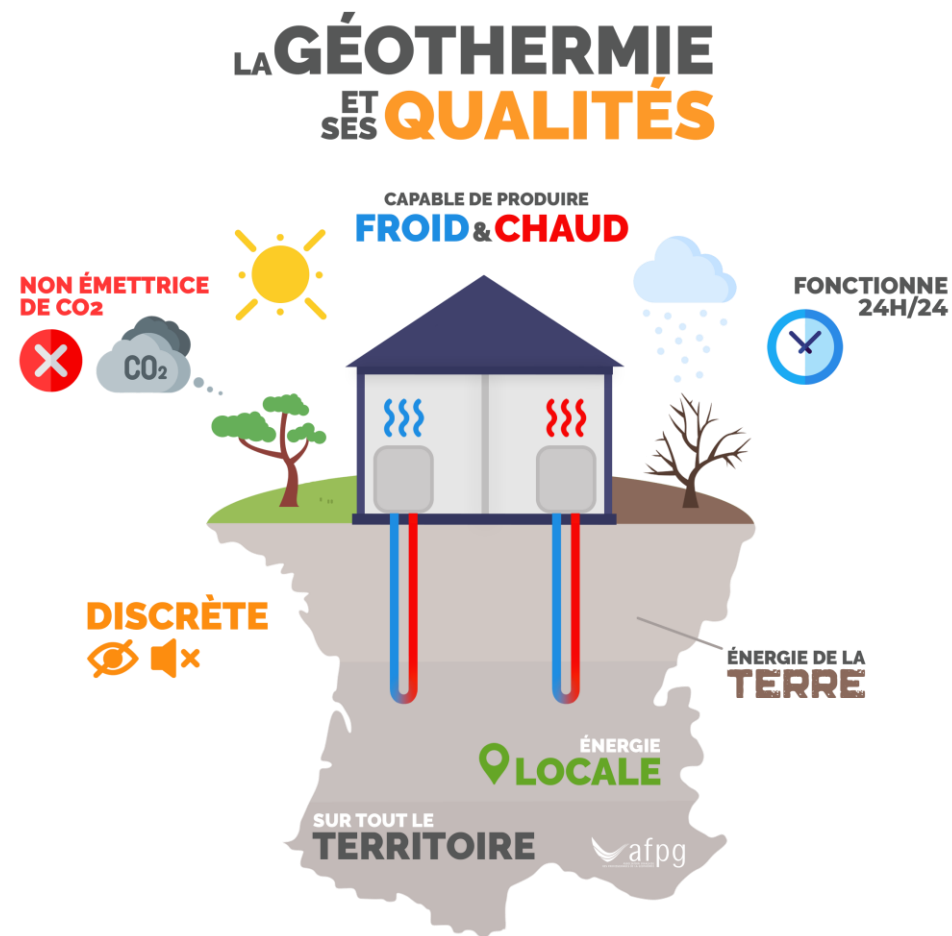 LA GÉOTHERMIE
ET
SES QUALITÉS
CAPABLE DE PRODUIRE
FROID & CHAUD
NON ÉMETTRICE
DE CO2
CO₂
FONCTIONNE
24H/24
DISCRÈTE
ÉNERGIE DE LA
TERRE
ÉNERGIE
LOCALE
SUR TOUT LE
TERRITOIRE
afpg